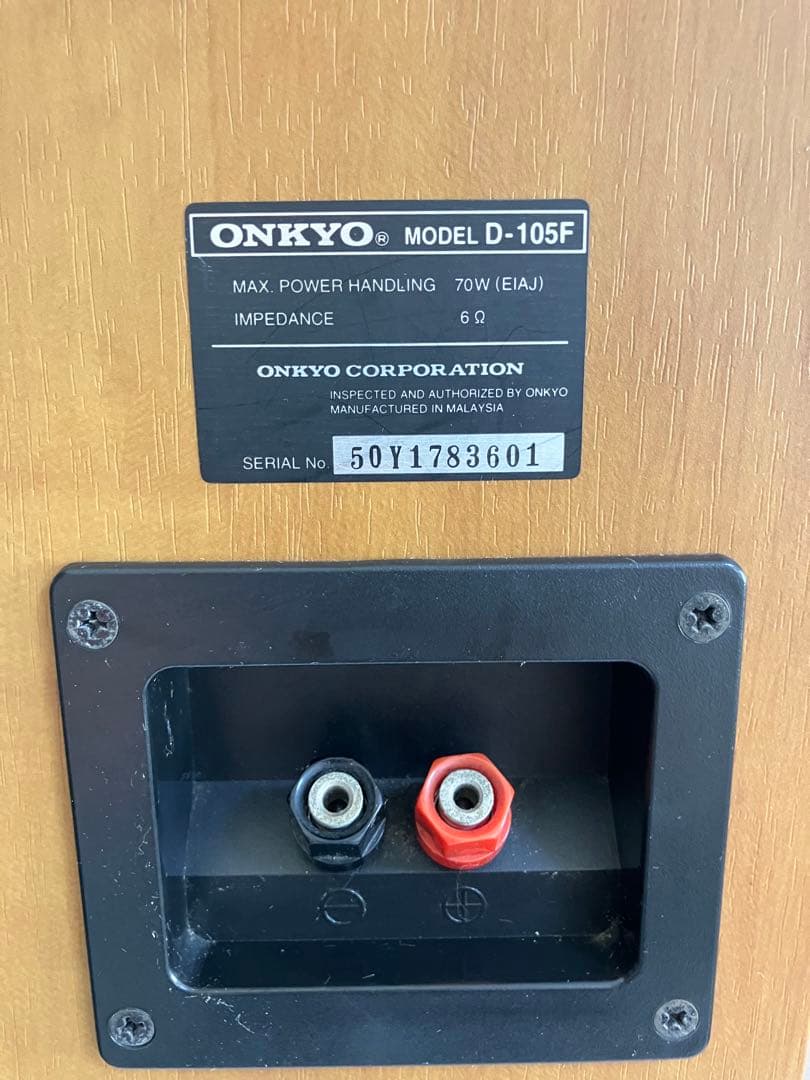 ONKYO® MODEL D-105F
MAX. POWER HANDLING 70W (EIAJ)
IMPEDANCE 6 Ω
ONKYO CORPORATION
INSPECTED AND AUTHORIZED BY ONKYO
MANUFACTURED IN MALAYSIA
SERIAL No. 50Y1783601
⊖ ⊕